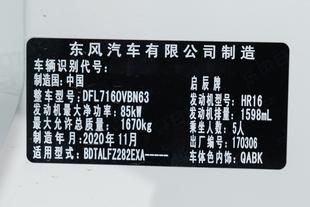 东风汽车有限公司制造
车辆识别代号：
制造国：中国 启辰牌
整车型号：DFL7160VBN63 发动机型号：HR16
发动机最大净功率：85kW 发动机排量：1598mL
最大允许总质量：1670kg 乘坐人数：5人
制造年月：2020年11月 出厂编号：170306
适用型号：BDTALFZ282EXA----- 车体色内饰：QABK